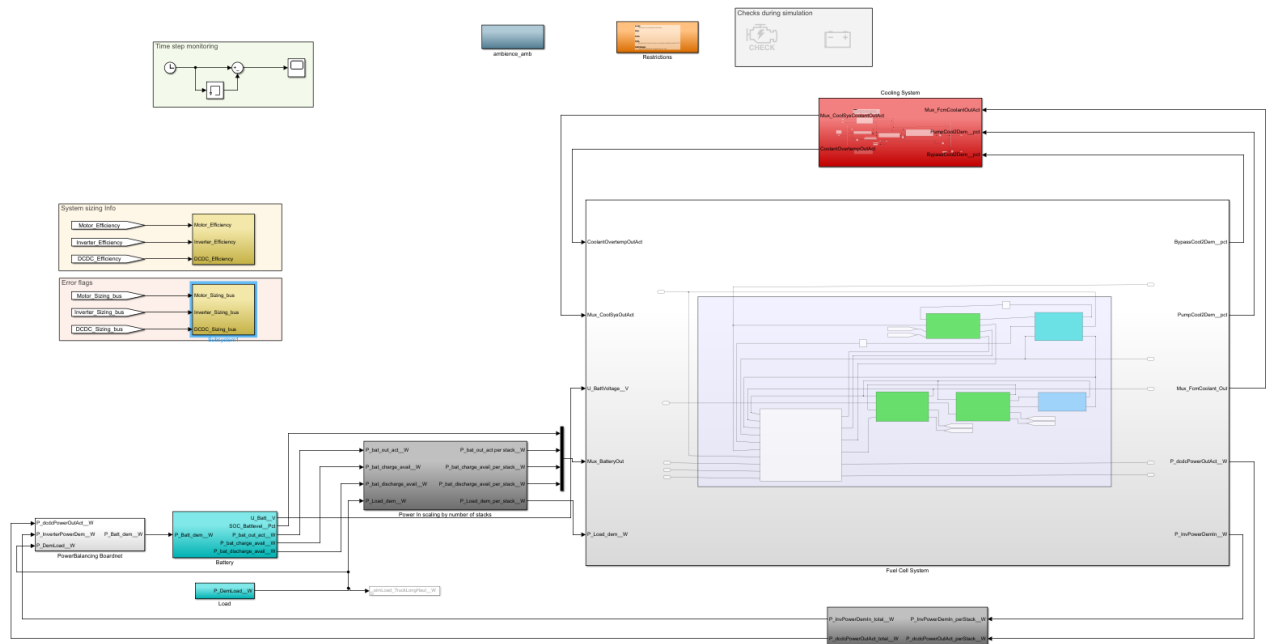 Checks during simulation
CHECK
Time step monitoring
ambience_amb
Restrictions
Cooling System
Mux_CoolSysCoolantOutAct
CoolantOvertempOutAct
Mux_FcmCoolantOutAct
PumpCool2Dem__pct
BypassCool2Dem__pct
System sizing Info
Motor_Efficiency
Inverter_Efficiency
DCDC_Efficiency
Motor_Efficiency
Inverter_Efficiency
DCDC_Efficiency
Error flags
Motor_Sizing_bus
Inverter_Sizing_bus
DCDC_Sizing_bus
Motor_Sizing_bus
Inverter_Sizing_bus
DCDC_Sizing_bus
CoolantOvertempOutAct
Mux_CoolSysOutAct
U_BattVoltage__V
Mux_BatteryOut
P_Load_dem__W
BypassCool2Dem__pct
PumpCool2Dem__pct
Mux_FcmCoolant_Out
P_dcdcPowerOutAct__W
P_InvPowerDemIn__W
Fuel Cell System
P_bat_out_act__W
P_bat_charge_avail__W
P_bat_discharge_avail__W
P_Load_dem__W
P_bat_out_act per stack__W
P_bat_charge_avail_per stack__W
P_bat_discharge_avail_per_stack__W
P_Load_dem_per_stack__W
Power In scaling by number of stacks
P_dcdcPowerOutAct__W
P_InverterPowerDem__W
P_DemLoad__W
P_Batt_dem__W
PowerBalancing Boardnet
P_Batt_dem__W
U_Batt__V
SOC_Battlevel__Pct
P_bat_out_act__W
P_bat_charge_avail__W
P_bat_discharge_avail__W
Battery
P_DemLoad__W
Load
P_InvPowerDemIn_total__W
P_dcdcPowerOutAct_total__W
P_InvPowerDemIn_perStack__W
P_dcdcPowerOutAct_perStack__W